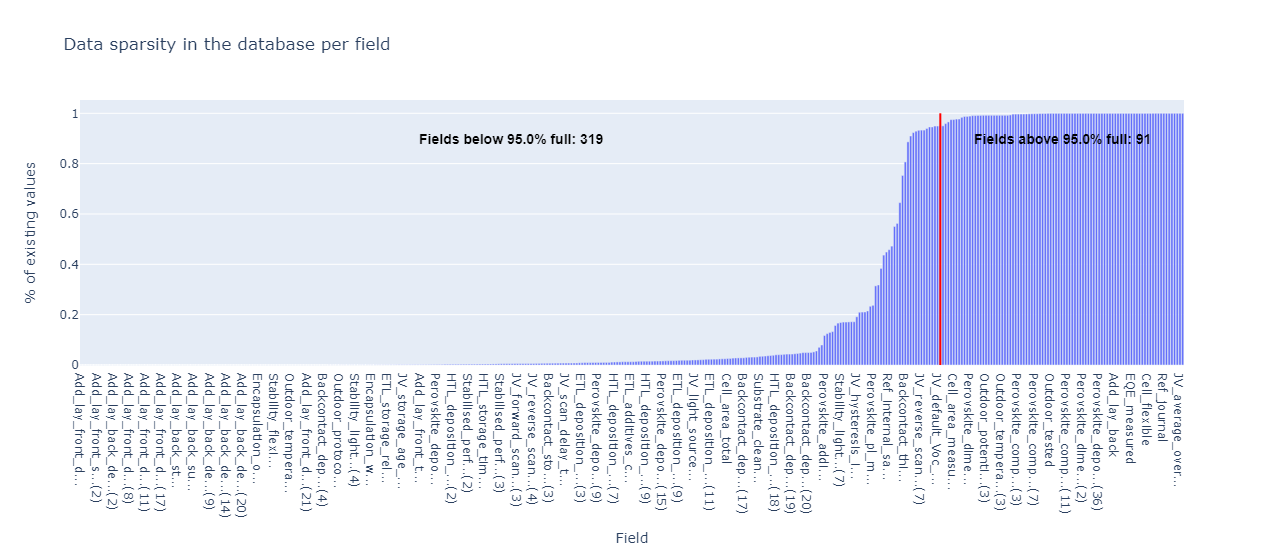 Data sparsity in the database per field
% of existing values
1
0.8
0.6
0.4
0.2
0
Fields below 95.0% full: 319
Fields above 95.0% full: 91
Add_lay_front_d...
Add_lay_front_s...(2)
Add_lay_back_de...(2)
Add_lay_front_d...(8)
Add_lay_front_d...(11)
Add_lay_front_d...(17)
Add_lay_back_st...
Add_lay_back_su...
Add_lay_back_de...(9)
Add_lay_back_de...(14)
Add_lay_back_de...(20)
Encapsulation_o...
Stability_flexi...
Outdoor_tempera...
Add_lay_front_d...(21)
Backcontact_dep...(4)
Outdoor_protoco...
Stability_light...(4)
Encapsulation_w...
ETL_storage_rel...
JV_storage_age_...
Add_lay_front_t...
Perovskite_depo...
HTL_deposition_...(2)
Stabilised_perf...(2)
HTL_storage_tim...
Stabilised_perf...(3)
JV_forward_scan...(3)
JV_reverse_scan...(4)
Backcontact_sto...(3)
JV_scan_delay_t...
ETL_deposition_...(3)
Perovskite_depo...(9)
HTL_deposition_...(7)
ETL_additives_c...
HTL_deposition_...(9)
Perovskite_depo...(15)
ETL_deposition_...(9)
JV_light_source...
ETL_deposition_...(11)
Cell_area_total
Backcontact_dep...(17)
Substrate_clean...
HTL_deposition_...(18)
Backcontact_dep...(19)
Backcontact_dep...(20)
Perovskite_addi...
Stability_light...(7)
JV_hysteresis_i...
Perovskite_pl_m...
Ref_internal_sa...
Backcontact_thi...
JV_reverse_scan...(7)
JV_default_Voc_...
Cell_area_measu...
Perovskite_dime...
Outdoor_potenti...(3)
Outdoor_tempera...(3)
Perovskite_comp...(3)
Perovskite_comp...(7)
Outdoor_tested
Perovskite_comp...(11)
Perovskite_dime...(2)
Perovskite_depo...(36)
Add_lay_back
EQE_measured
Cell_flexible
Ref_journal
JV_average_over...
Field